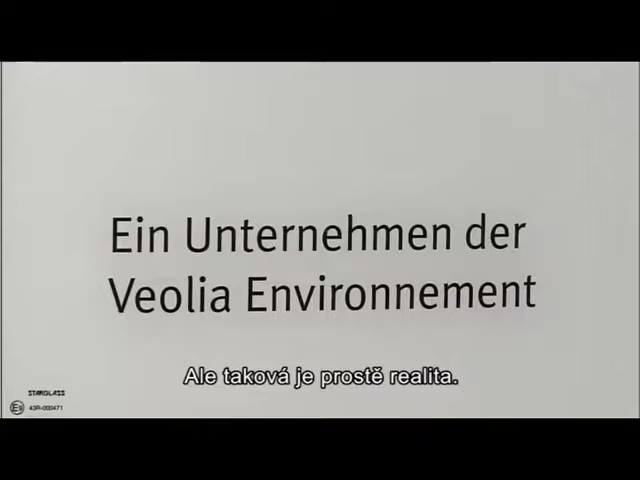 Ein Unternehmen der
Veolia Environnement
Ale taková je prostě realita.
STARGLASS
43R-000471